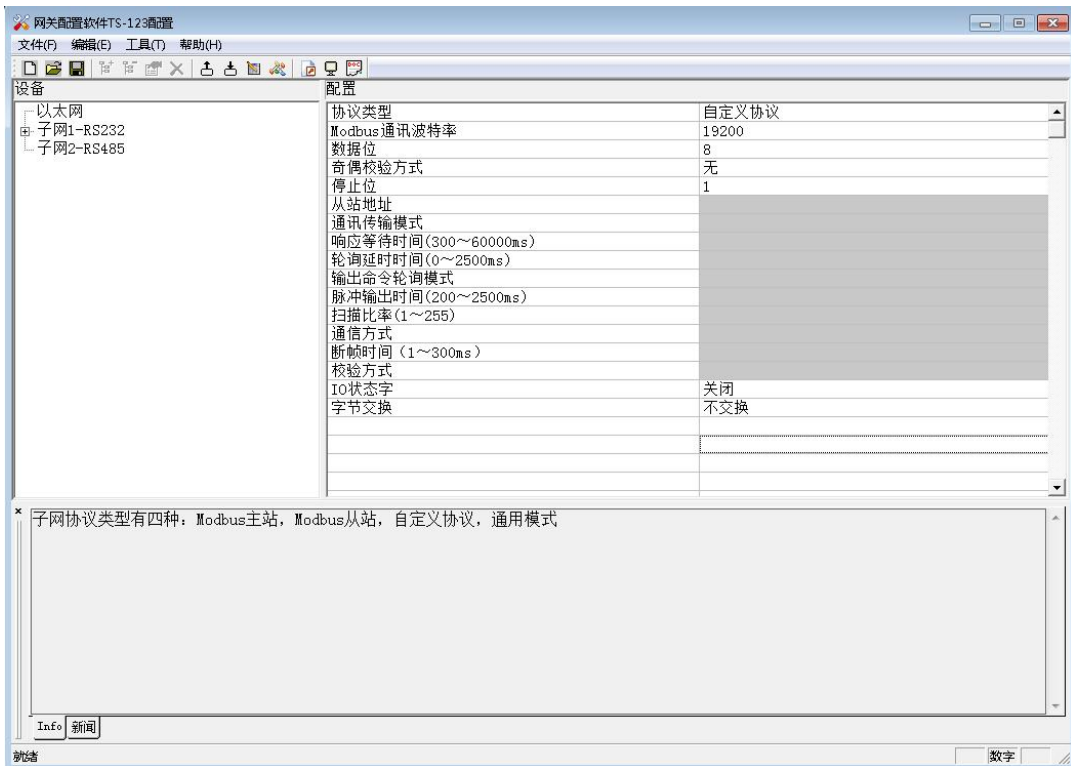 网关配置软件TS-123配置
文件(F) 编辑(E) 工具(T) 帮助(H)
设备 配置
以太网
子网1-RS232
子网2-RS485
协议类型 自定义协议
Modbus通讯波特率 19200
数据位 8
奇偶校验方式 无
停止位 1
从站地址
通讯传输模式
响应等待时间(300～60000ms)
轮询延时时间(0～2500ms)
输出命令轮询模式
脉冲输出时间(200～2500ms)
扫描比率(1～255)
通信方式
断帧时间（1～300ms）
校验方式
IO状态字 关闭
字节交换 不交换
子网协议类型有四种：Modbus主站，Modbus从站，自定义协议，通用模式
Info 新闻
就绪 数字